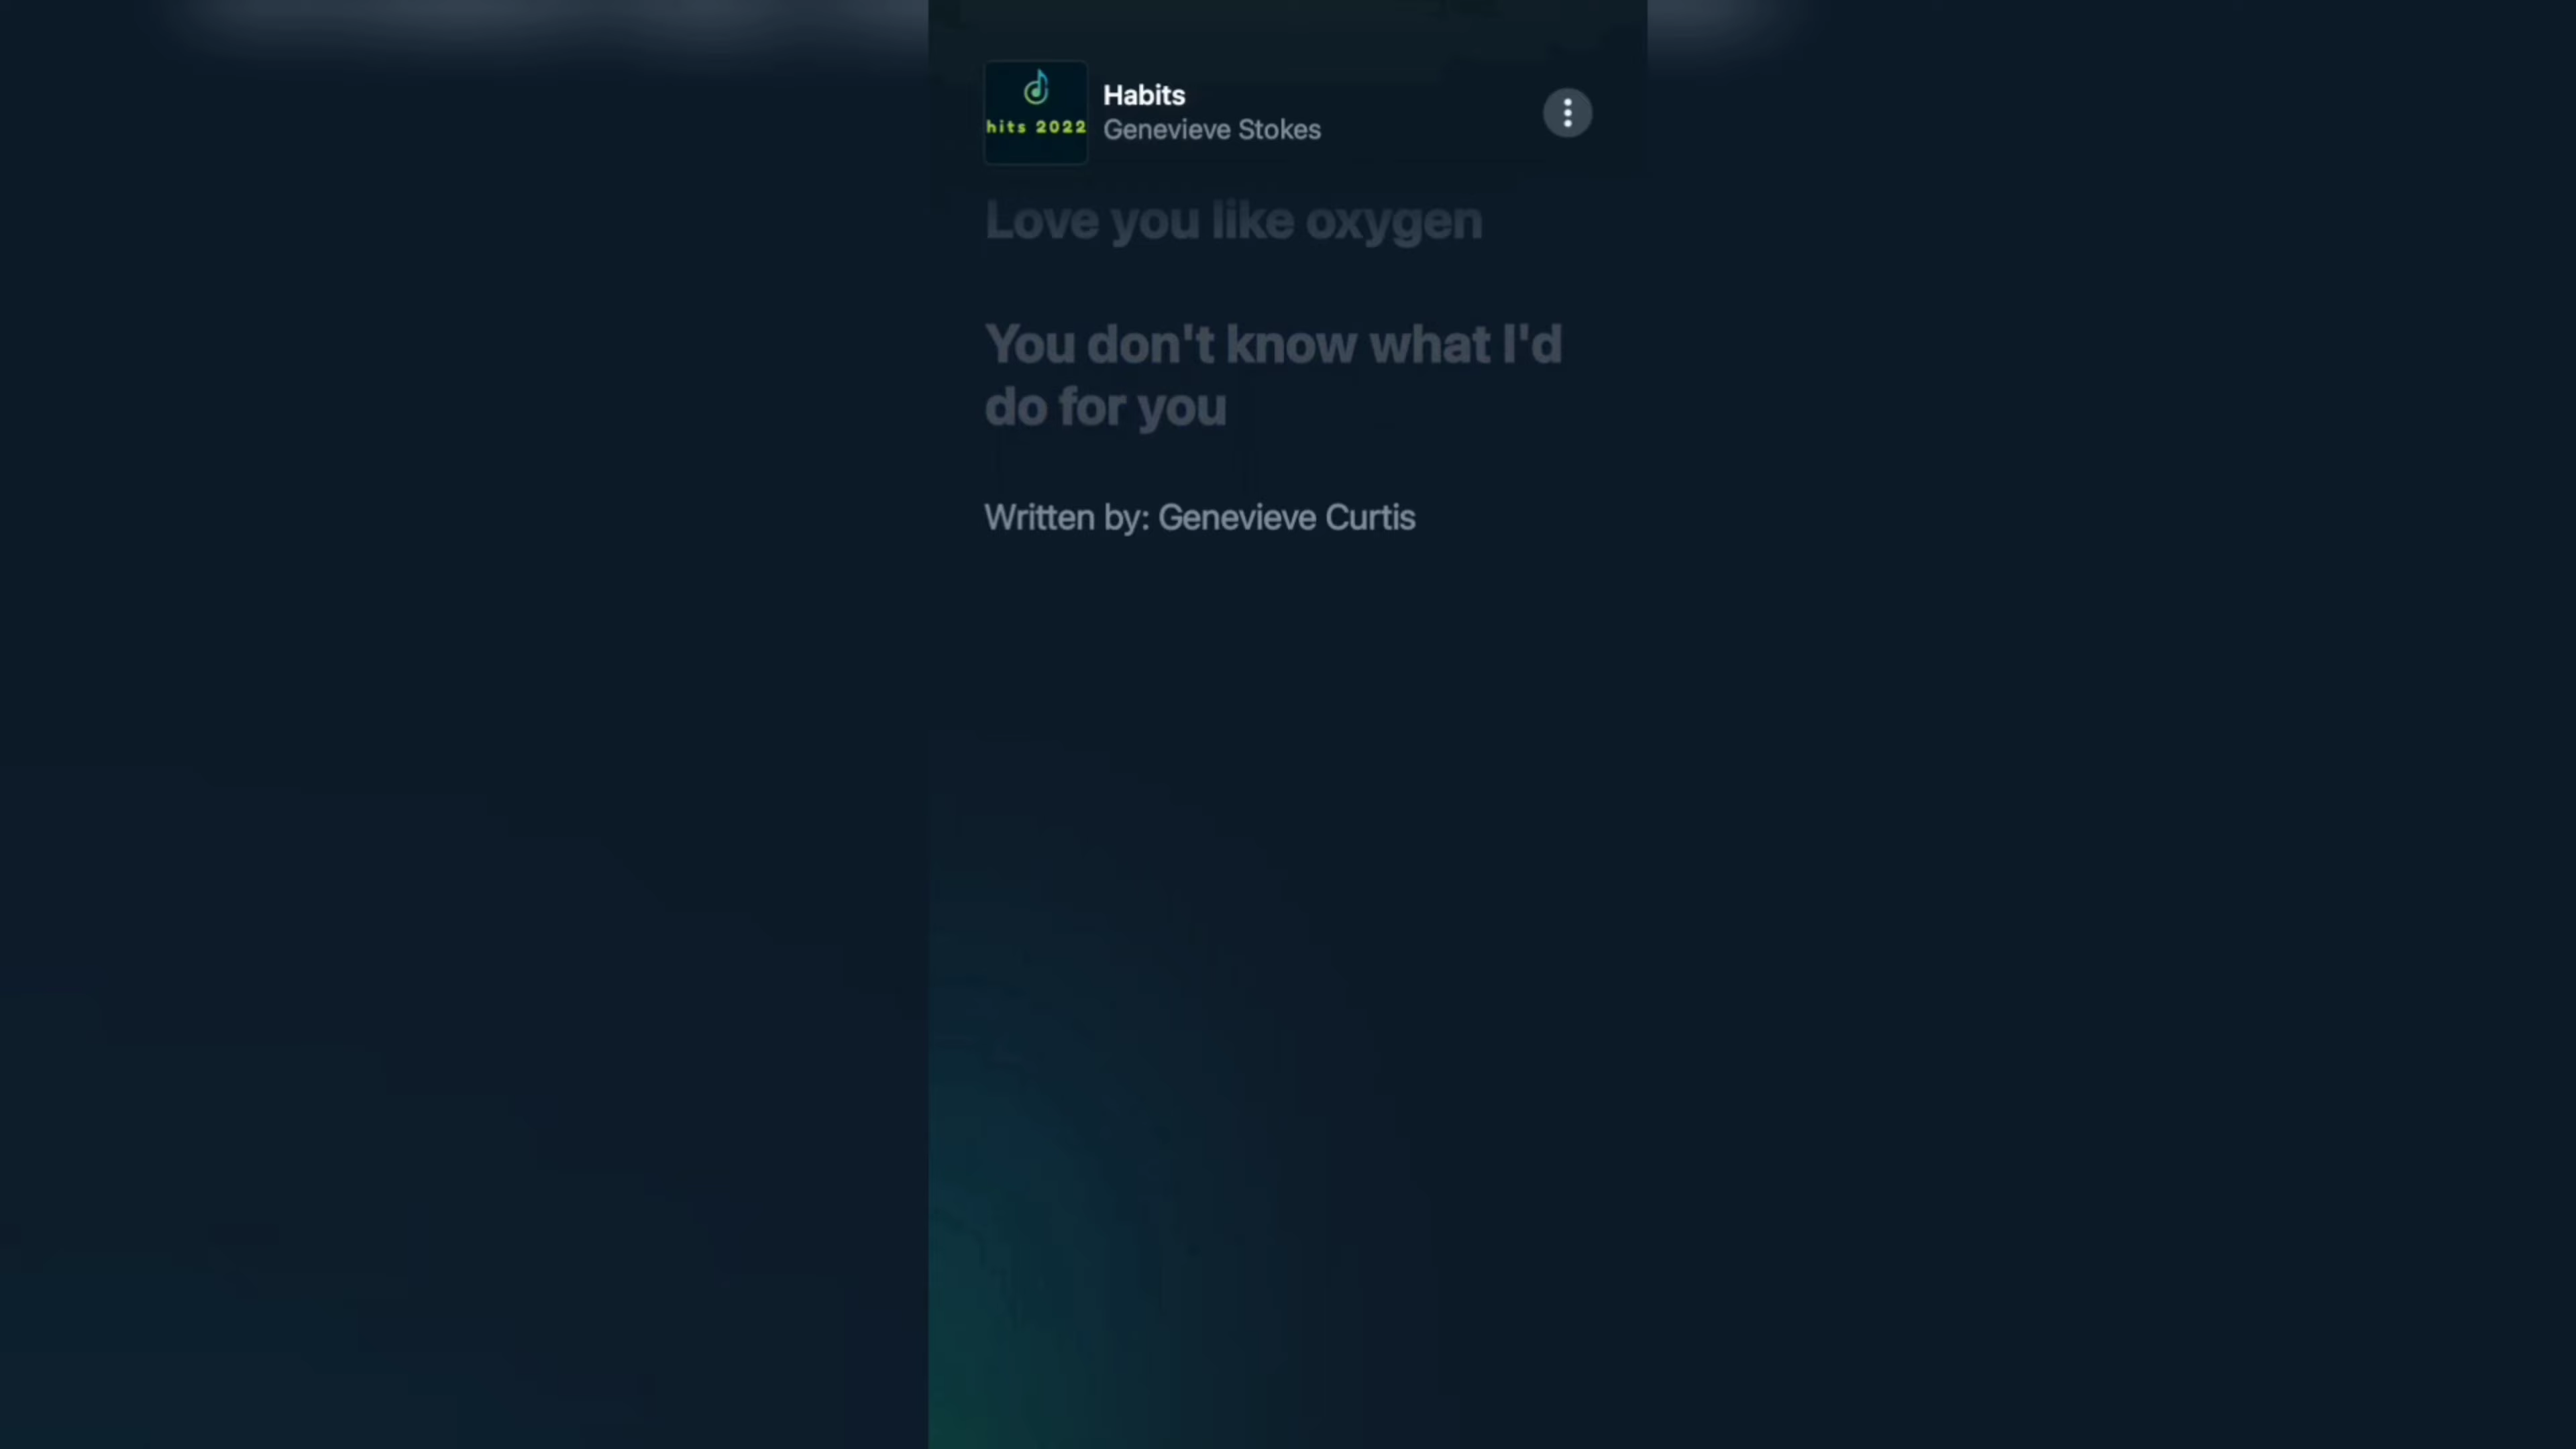 hits 2022
Habits
Genevieve Stokes
Love you like oxygen
You don't know what I'd
do for you
Written by: Genevieve Curtis